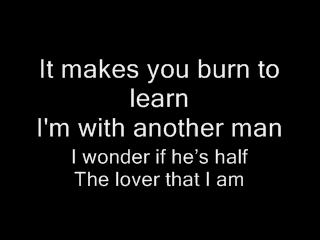 It makes you burn to
learn
I'm with another man
I wonder if he’s half
The lover that I am